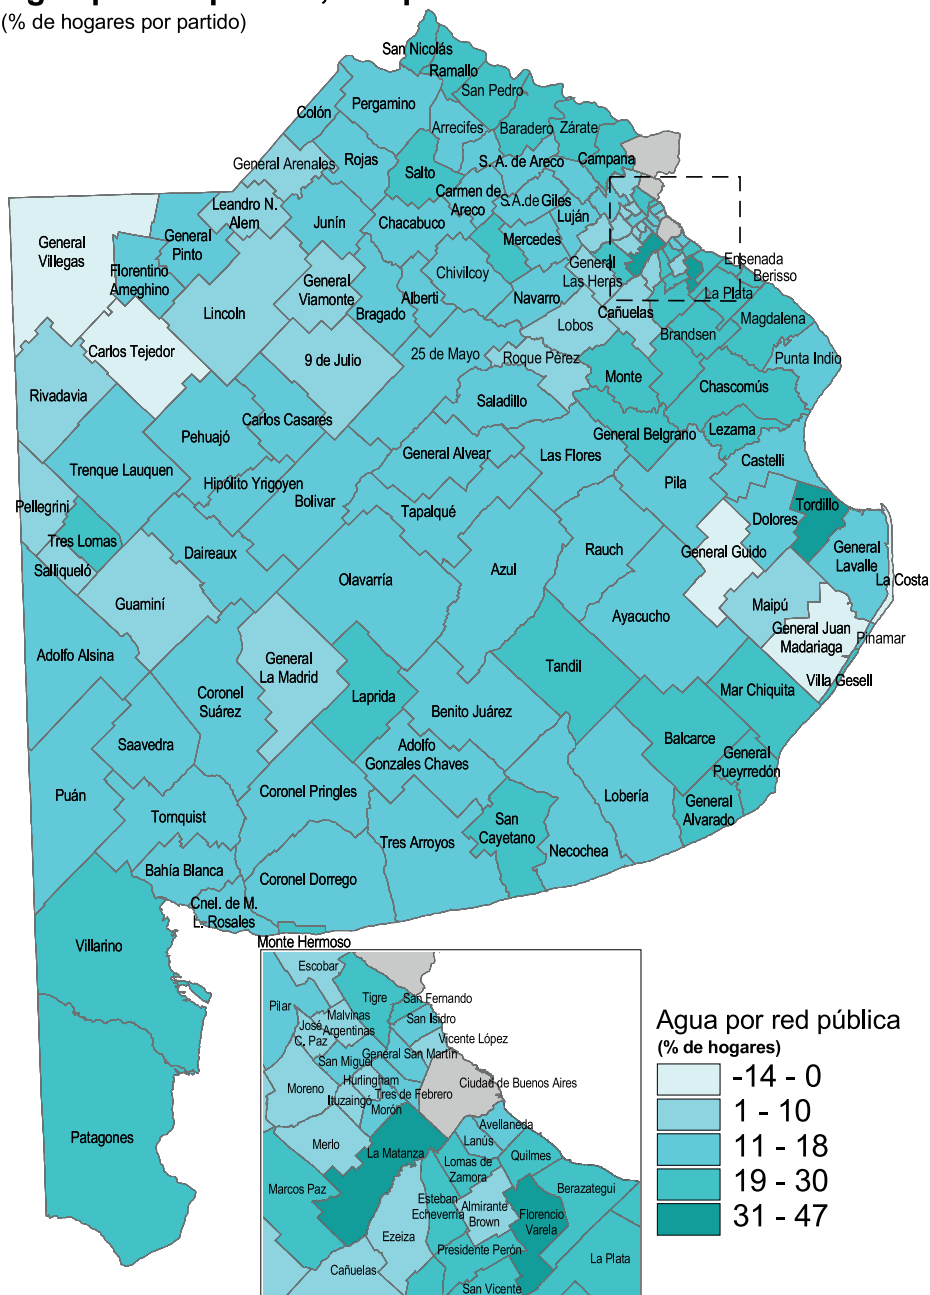 (% de hogares por partido)
San Nicolás
Ramallo
San Pedro
Colón
Pergamino
Arrecifes
Baradero
Zárate
General Arenales
Rojas
Salto
S. A. de Areco
Campana
Leandro N.
Alem
Carmen de
Areco
S.A.de Giles
Luján
General
Pinto
Junín
Chacabuco
Mercedes
General
Villegas
Florentino
Ameghino
General
Viamonte
Chivilcoy
General
Las Heras
Ensenada
Berisso
La Plata
Lincoln
Bragado
Alberti
Navarro
Cañuelas
Magdalena
Lobos
Brandsen
Carlos Tejedor
9 de Julio
25 de Mayo
Roque Pèrez
Punta Indio
Rivadavia
Monte
Chascomús
Saladillo
Carlos Casares
Pehuajó
General Belgrano
Lezama
General Alvear
Las Flores
Castelli
Trenque Lauquen
Hipólito Yrigoyen
Bolivar
Pila
Pellegrini
Tapalqué
Tordillo
Dolores
Tres Lomas
Daireaux
Rauch
General Guido
General
Lavalle
Salliqueló
Olavarría
Azul
La Costa
Guaminí
Ayacucho
Maipú
General Juan
Madariaga
Pinamar
Adolfo Alsina
General
La Madrid
Tandil
Villa Gesell
Coronel
Suárez
Laprida
Mar Chiquita
Benito Juárez
Saavedra
Adolfo
Gonzales Chaves
Balcarce
General
Pueyrredón
Puán
Coronel Pringles
Lobería
General
Alvarado
Tornquist
San
Cayetano
Tres Arroyos
Necochea
Bahía Blanca
Coronel Dorrego
Cnel. de M.
L. Rosales
Villarino
Monte Hermoso
Patagones
Escobar
Tigre
San Fernando
Pilar
Malvinas
Argentinas
San Isidro
José
C. Paz
Vicente López
San Miguel
General San Martín
Hurlingham
Ciudad de Buenos Aires
Moreno
Ituzaingó
Tres de Febrero
Morón
Avellaneda
Merlo
La Matanza
Lanús
Quilmes
Lomas de
Zamora
Marcos Paz
Berazategui
Esteban
Echeverría
Almirante
Brown
Florencio
Varela
Ezeiza
Presidente Perón
La Plata
Cañuelas
San Vicente
Agua por red pública
(% de hogares)
-14 - 0
1 - 10
11 - 18
19 - 30
31 - 47